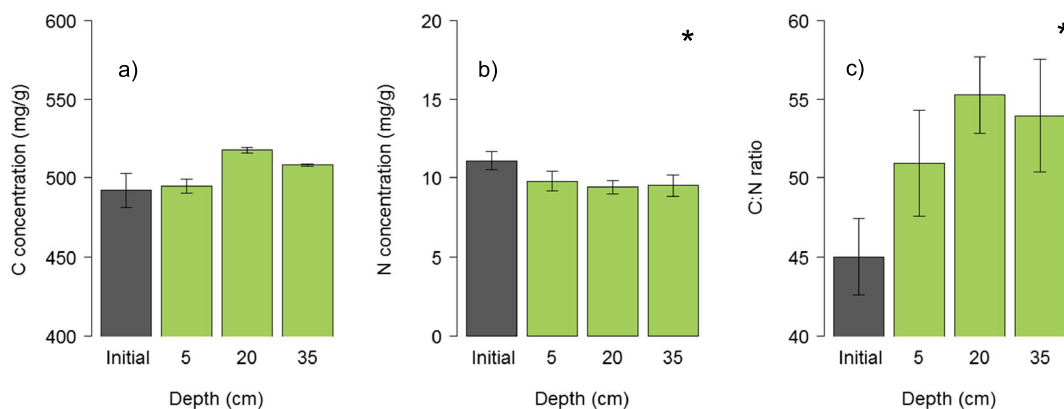 a)
C concentration (mg/g)
600
550
500
450
400
Initial 5 20 35
Depth (cm)
b)
*
N concentration (mg/g)
20
15
10
5
0
Initial 5 20 35
Depth (cm)
c)
*
C:N ratio
60
55
50
45
40
Initial 5 20 35
Depth (cm)